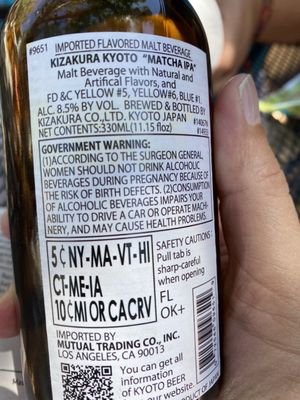 #9651 IMPORTED FLAVORED MALT BEVERAGE
KIZAKURA KYOTO "MATCHA IPA"
Malt Beverage with Natural and
Artificial Flavors, and
FD &C YELLOW #5, YELLOW#6, BLUE #1,
ALC. 8.5% BY VOL. BREWED & BOTTLED BY
KIZAKURA CO.,LTD. KYOTO JAPAN
NET CONTENTS:330ML(11.15 floz)
GOVERNMENT WARNING:
(1)ACCORDING TO THE SURGEON GENERAL,
WOMEN SHOULD NOT DRINK ALCOHOLIC
BEVERAGES DURING PREGNANCY BECAUSE OF
THE RISK OF BIRTH DEFECTS. (2)CONSUMPTION
OF ALCOHOLIC BEVERAGES IMPAIRS YOUR
ABILITY TO DRIVE A CAR OR OPERATE MACHI-
NERY, AND MAY CAUSE HEALTH PROBLEMS.
5¢NY-MA-VT-HI
CT-ME-IA
10¢MI OR CACRV
SAFETY CAUTIONS:
Pull tab is
sharp-careful
when opening
FL
OK+
IMPORTED BY
MUTUAL TRADING CO., INC.
LOS ANGELES, CA 90013
You can get all
information
of KYOTO BEER